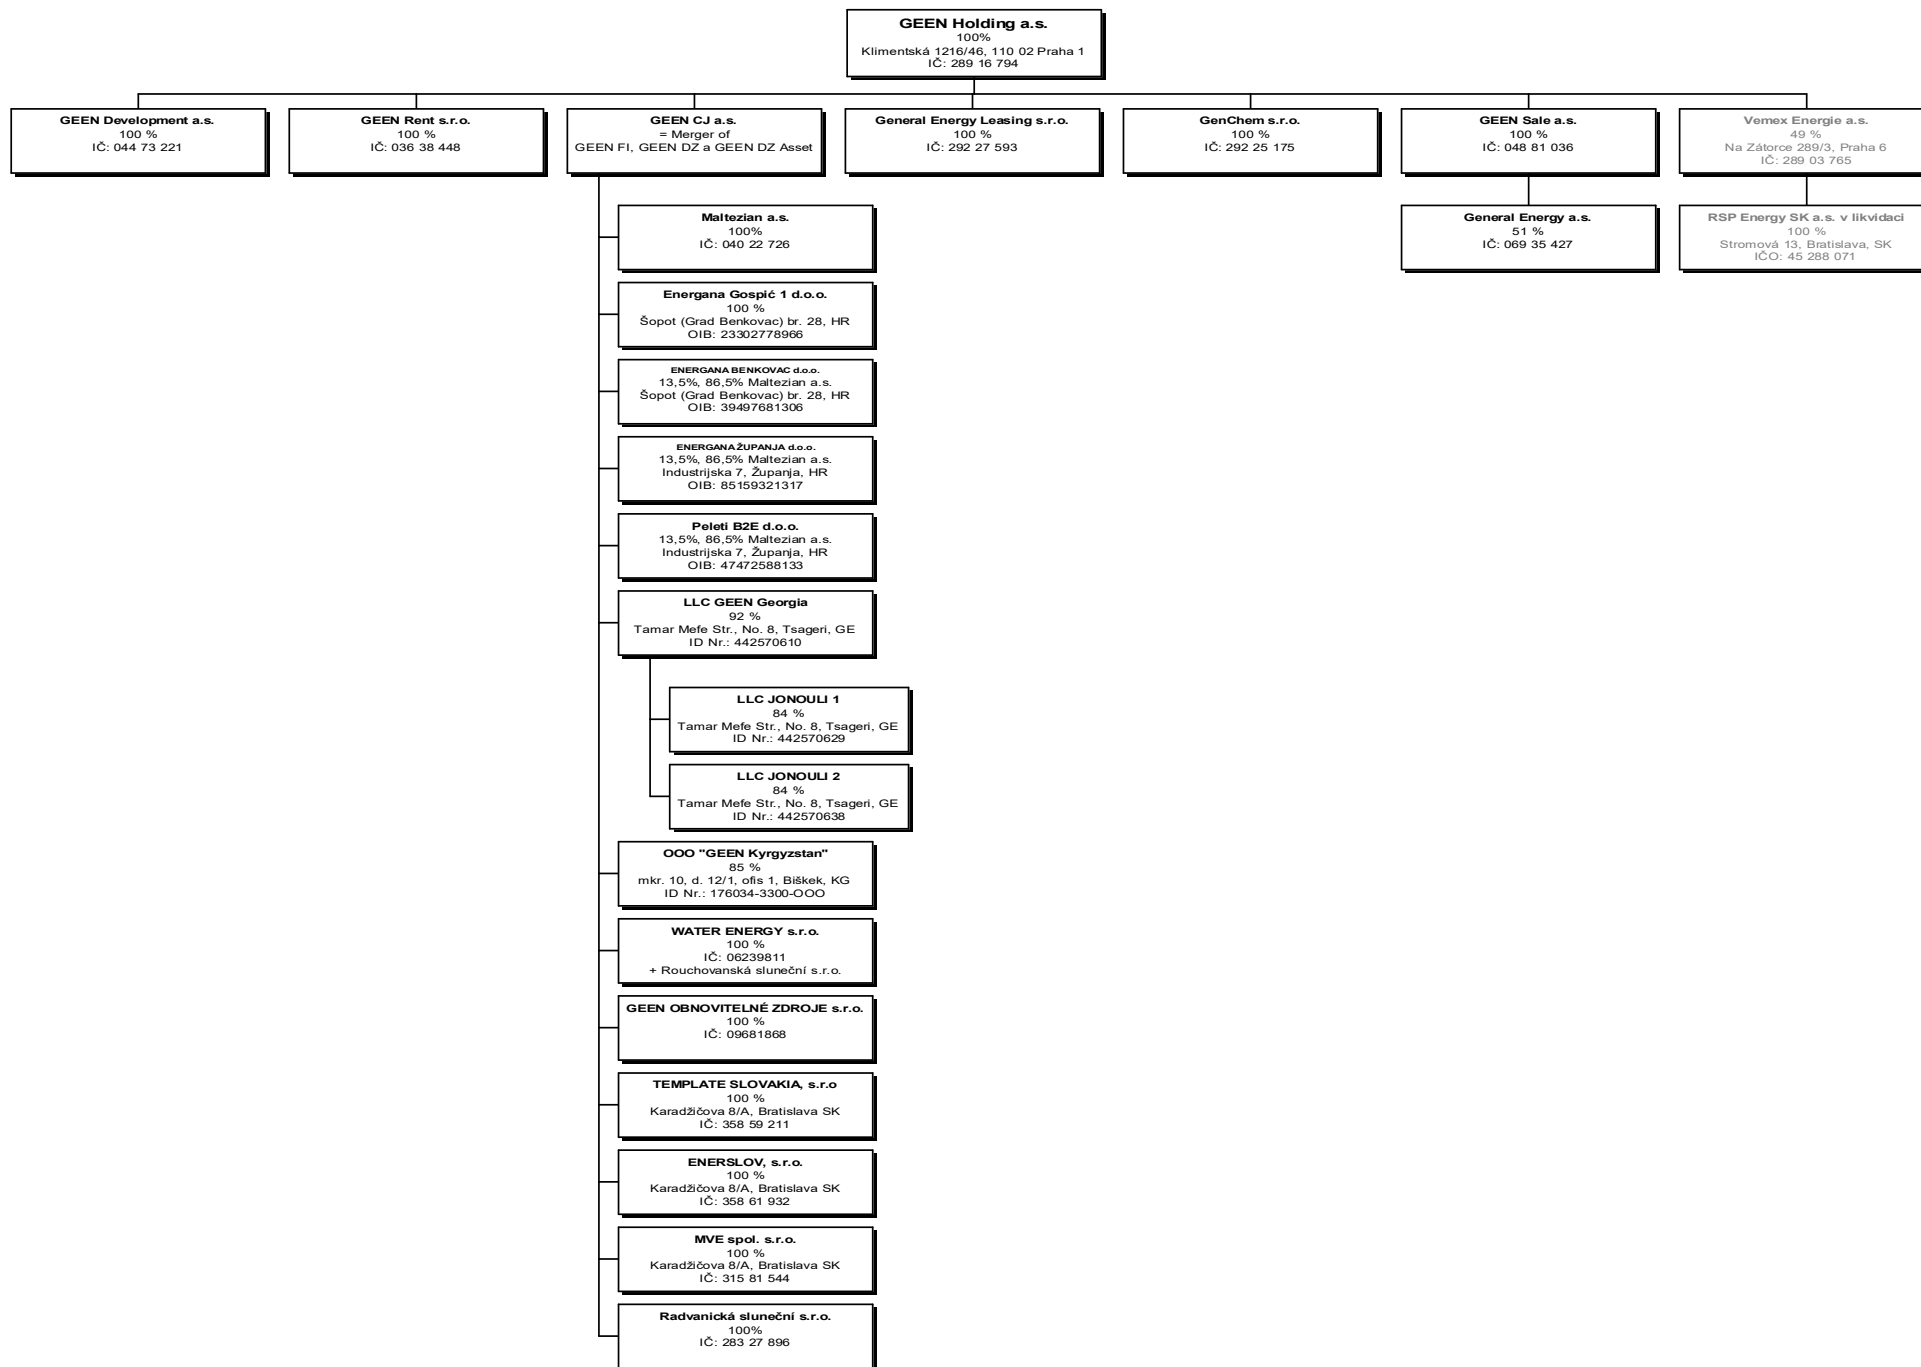 GEEN Holding a.s.
100%
Klimentská 1216/46, 110 02 Praha 1
IČ: 289 16 794
GEEN Development a.s.
100 %
IČ: 044 73 221
GEEN Rent s.r.o.
100 %
IČ: 036 38 448
GEEN CJ a.s.
= Merger of
GEEN FI, GEEN DZ a GEEN DZ Asset
General Energy Leasing s.r.o.
100 %
IČ: 292 27 593
GenChem s.r.o.
100 %
IČ: 292 25 175
GEEN Sale a.s.
100 %
IČ: 048 81 036
Vemex Energie a.s.
49 %
Na Zátorce 289/3, Praha 6
IČ: 289 03 765
Maltezian a.s.
100%
IČ: 040 22 726
General Energy a.s.
51 %
IČ: 069 35 427
RSP Energy SK a.s. v likvidaci
100 %
Stromová 13, Bratislava, SK
IČO: 45 288 071
Energana Gospić 1 d.o.o.
100 %
Šopot (Grad Benkovac) br. 28, HR
OIB: 23302778966
ENERGANA BENKOVAC d.o.o.
13,5%, 86,5% Maltezian a.s.
Šopot (Grad Benkovac) br. 28, HR
OIB: 39497681306
ENERGANA ŽUPANJA d.o.o.
13,5%, 86,5% Maltezian a.s.
Industrijska 7, Županja, HR
OIB: 85159321317
Peleti B2E d.o.o.
13,5%, 86,5% Maltezian a.s.
Industrijska 7, Županja, HR
OIB: 47472588133
LLC GEEN Georgia
92 %
Tamar Mefe Str., No. 8, Tsageri, GE
ID Nr.: 442570610
LLC JONOULI 1
84 %
Tamar Mefe Str., No. 8, Tsageri, GE
ID Nr.: 442570629
LLC JONOULI 2
84 %
Tamar Mefe Str., No. 8, Tsageri, GE
ID Nr.: 442570638
OOO "GEEN Kyrgyzstan"
85 %
mkr. 10, d. 12/1, ofis 1, Biškek, KG
ID Nr.: 176034-3300-OOO
WATER ENERGY s.r.o.
100 %
IČ: 06239811
+ Rouchovanská sluneční s.r.o.
GEEN OBNOVITELNÉ ZDROJE s.r.o.
100 %
IČ: 09681868
TEMPLATE SLOVAKIA, s.r.o
100 %
Karadžičova 8/A, Bratislava SK
IČ: 358 59 211
ENERSLOV, s.r.o.
100 %
Karadžičova 8/A, Bratislava SK
IČ: 358 61 932
MVE spol. s.r.o.
100 %
Karadžičova 8/A, Bratislava SK
IČ: 315 81 544
Radvanická sluneční s.r.o.
100%
IČ: 283 27 896